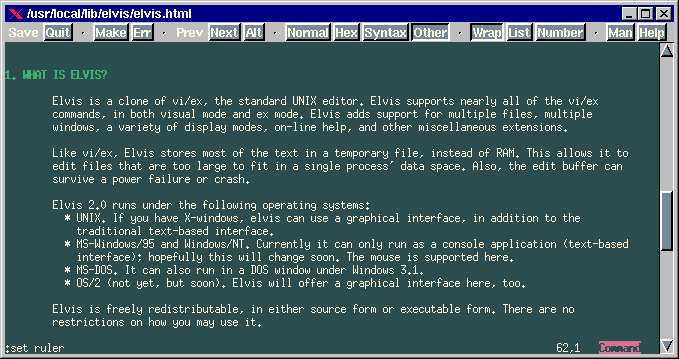 /usr/local/lib/elvis/elvis.html
Save Quit · Make Err · Prev Next Alt · Normal Hex Syntax Other · Wrap List Number · Man Help
1. WHAT IS ELVIS?
Elvis is a clone of vi/ex, the standard UNIX editor. Elvis supports nearly all of the vi/ex
commands, in both visual mode and ex mode. Elvis adds support for multiple files, multiple
windows, a variety of display modes, on-line help, and other miscellaneous extensions.
Like vi/ex, Elvis stores most of the text in a temporary file, instead of RAM. This allows it to
edit files that are too large to fit in a single process' data space. Also, the edit buffer can
survive a power failure or crash.
Elvis 2.0 runs under the following operating systems:
* UNIX. If you have X-windows, elvis can use a graphical interface, in addition to the
traditional text-based interface.
* MS-Windows/95 and Windows/NT. Currently it can only run as a console application (text-based
interface); hopefully this will change soon. The mouse is supported here.
* MS-DOS. It can also run in a DOS window under Windows 3.1.
* OS/2 (not yet, but soon). Elvis will offer a graphical interface here, too.
Elvis is freely redistributable, in either source form or executable form. There are no
restrictions on how you may use it.
:set ruler 62,1 Command